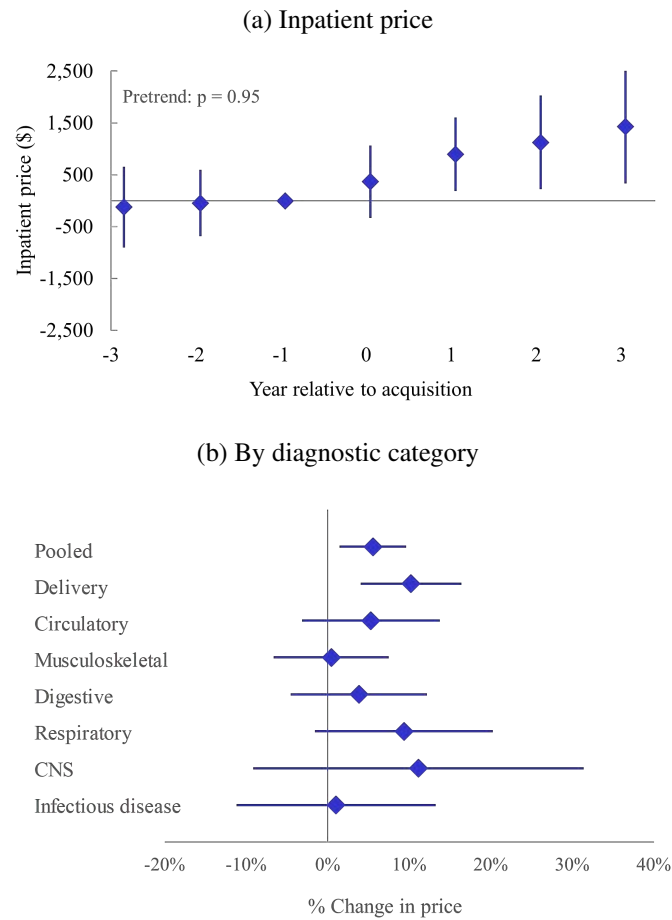 (a) Inpatient price
2,500
Pretrend: p = 0.95
1,500
500
-500
-1,500
-2,500
Inpatient price ($)
-3 -2 -1 0 1 2 3
Year relative to acquisition
(b) By diagnostic category
Pooled
Delivery
Circulatory
Musculoskeletal
Digestive
Respiratory
CNS
Infectious disease
-20% -10% 0% 10% 20% 30% 40%
% Change in price